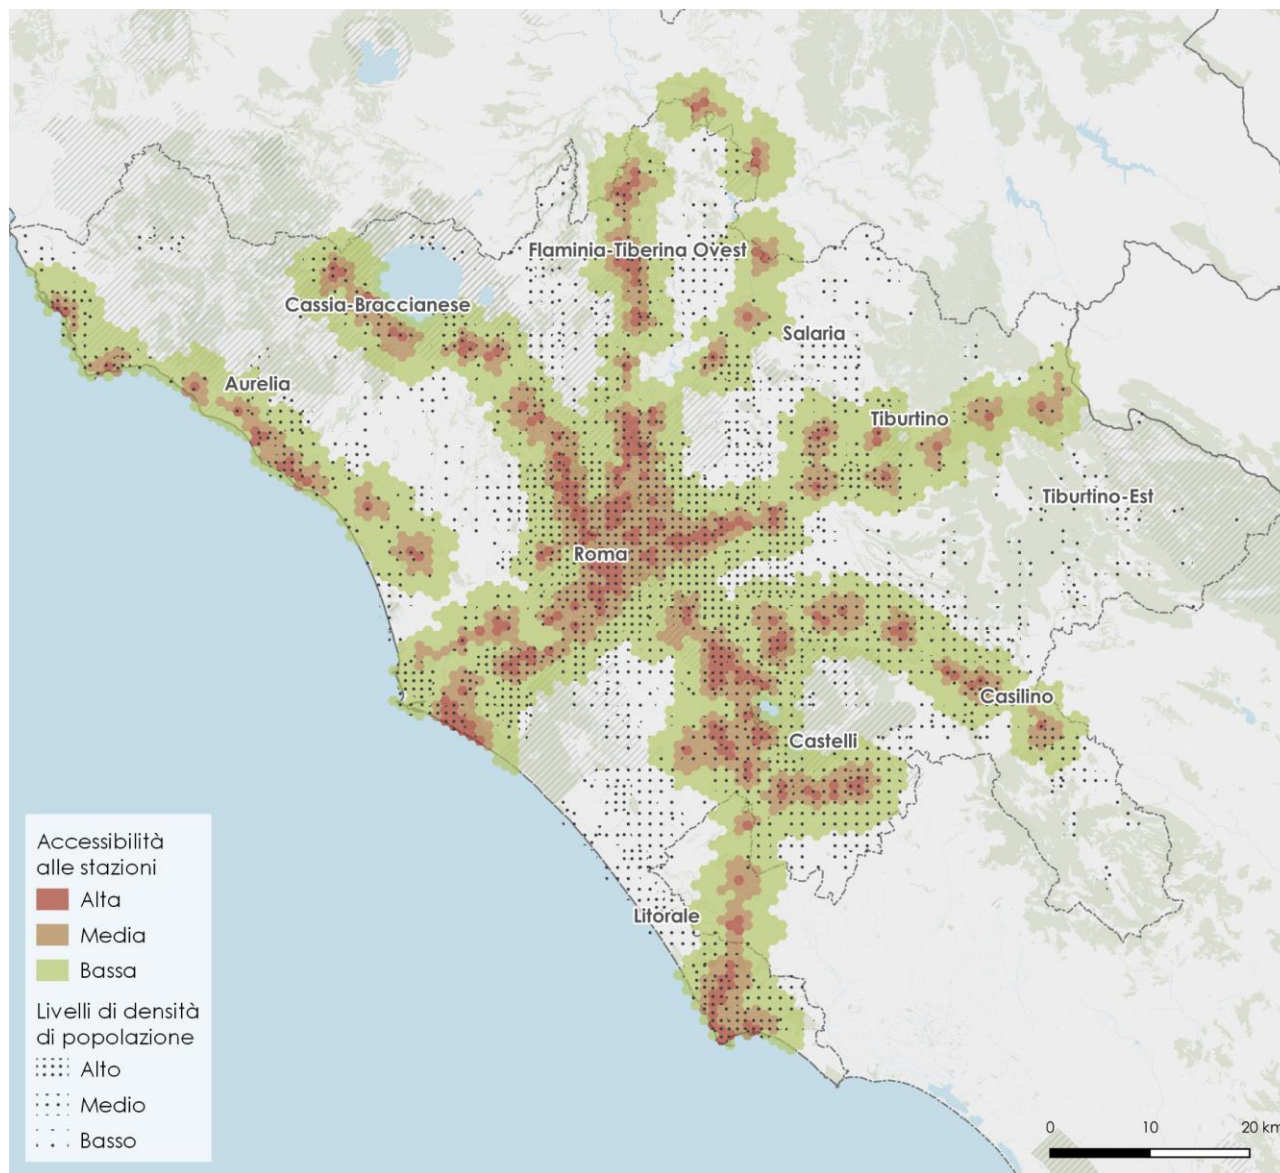 Flaminia-Tiberina Ovest
Cassia-Braccianese
Salaria
Aurelia
Tiburtino
Tiburtino-Est
Roma
Casilino
Castelli
Litorale
Accessibilità
alle stazioni
Alta
Media
Bassa
Livelli di densità
di popolazione
Alto
Medio
Basso
0 10 20 km